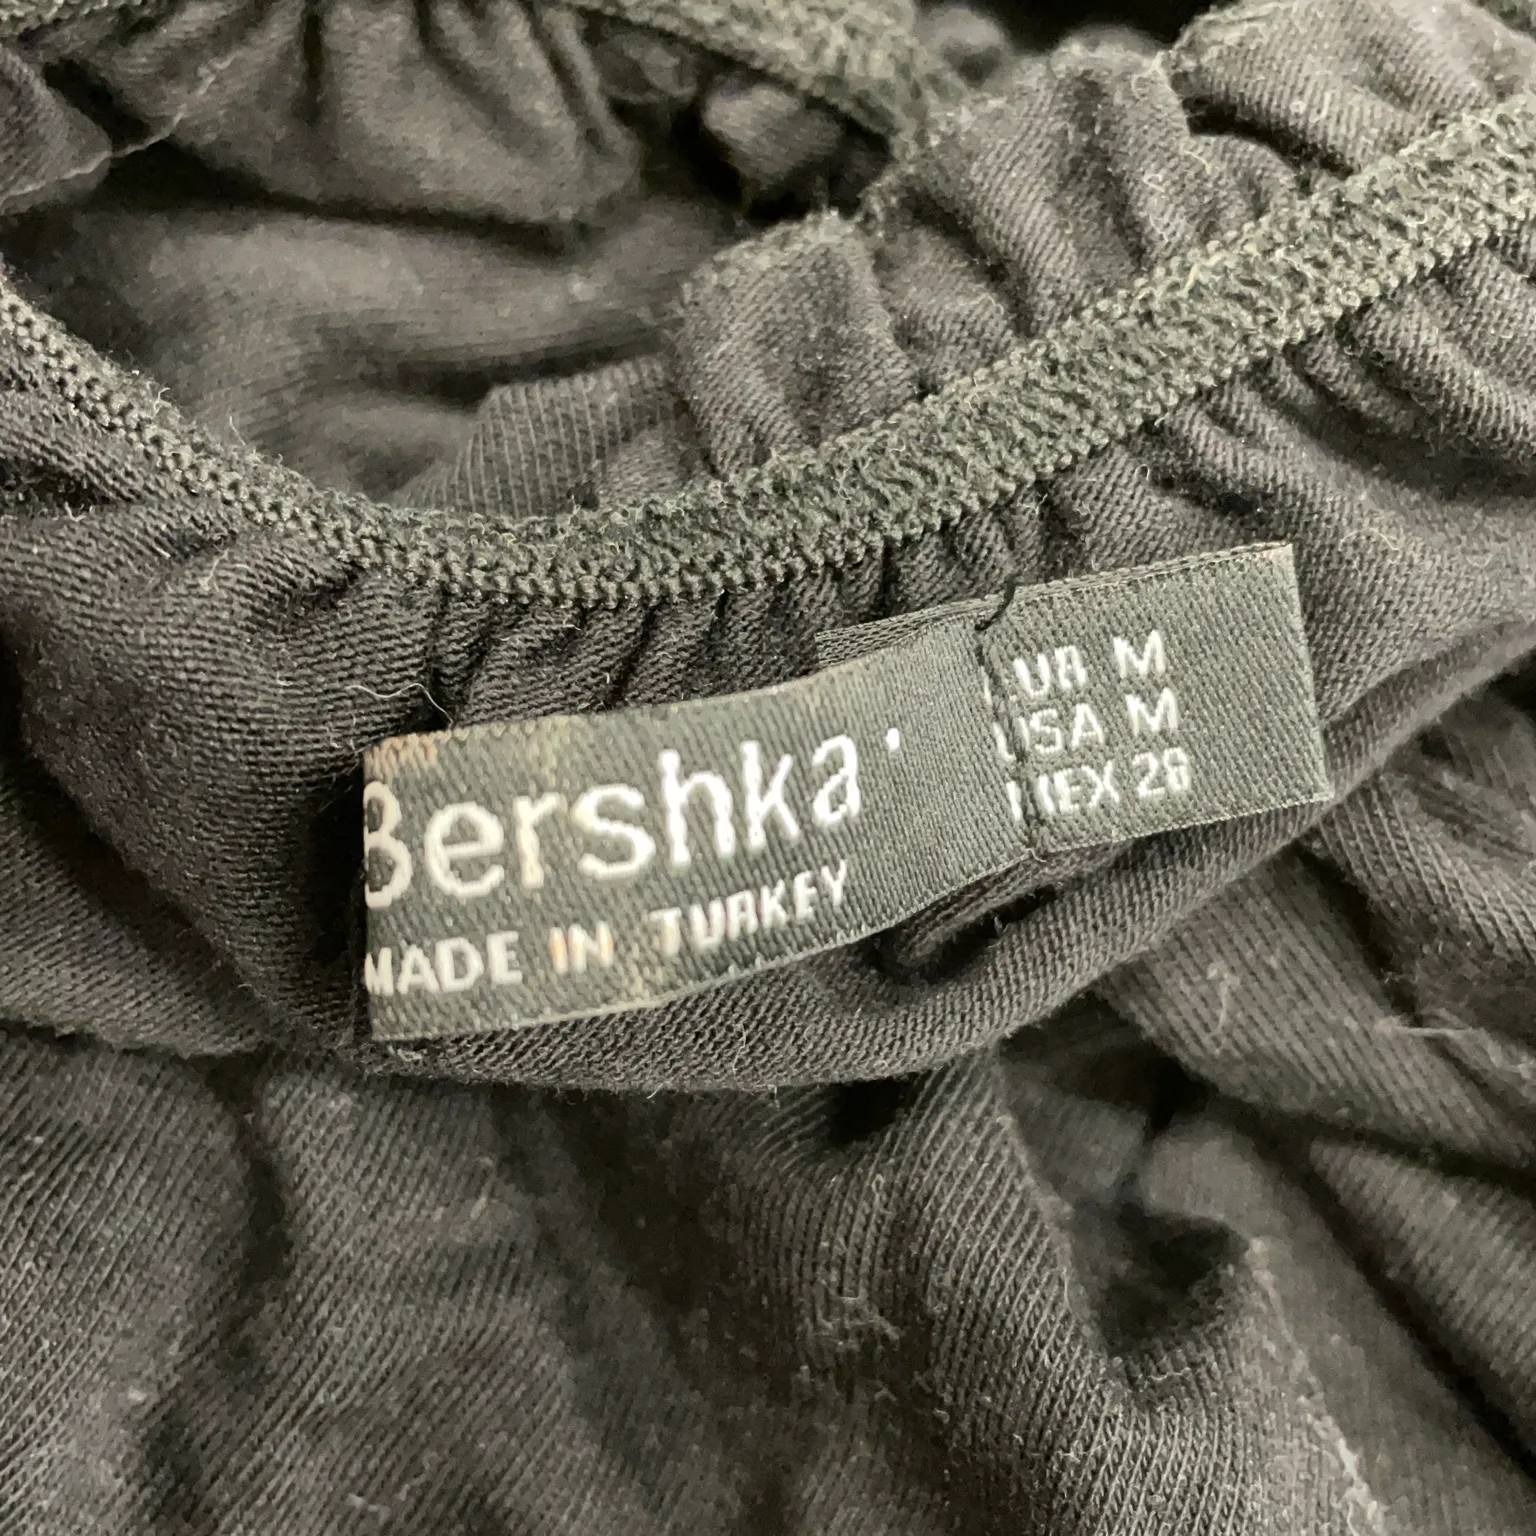 Bershka
MADE IN TURKEY
EUR M
USA M
MEX 28